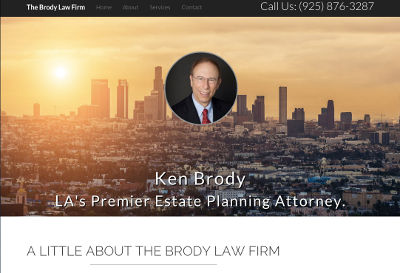 The Brody Law Firm Home About Services Contact Call Us: (925) 876-3287
Ken Brody
LA's Premier Estate Planning Attorney.
A LITTLE ABOUT THE BRODY LAW FIRM